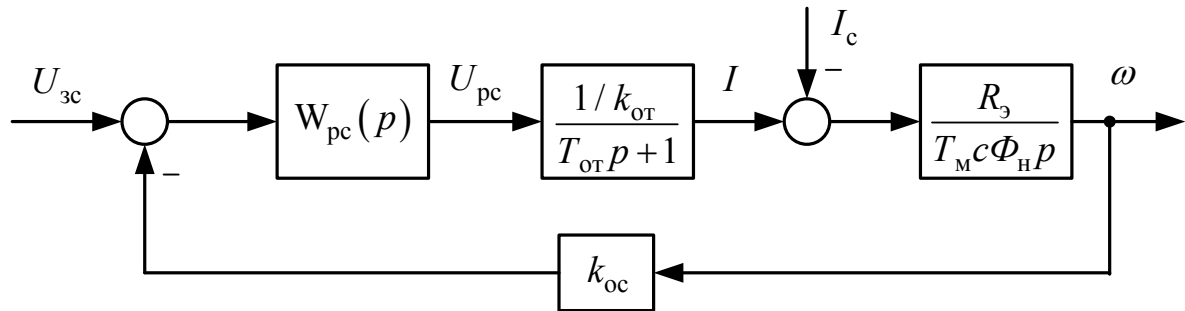 U_зс
−
W_рс(p)
U_рс
1 / k_от
T_от p + 1
I
I_с
−
R_э
T_м cΦ_н p
ω
k_ос